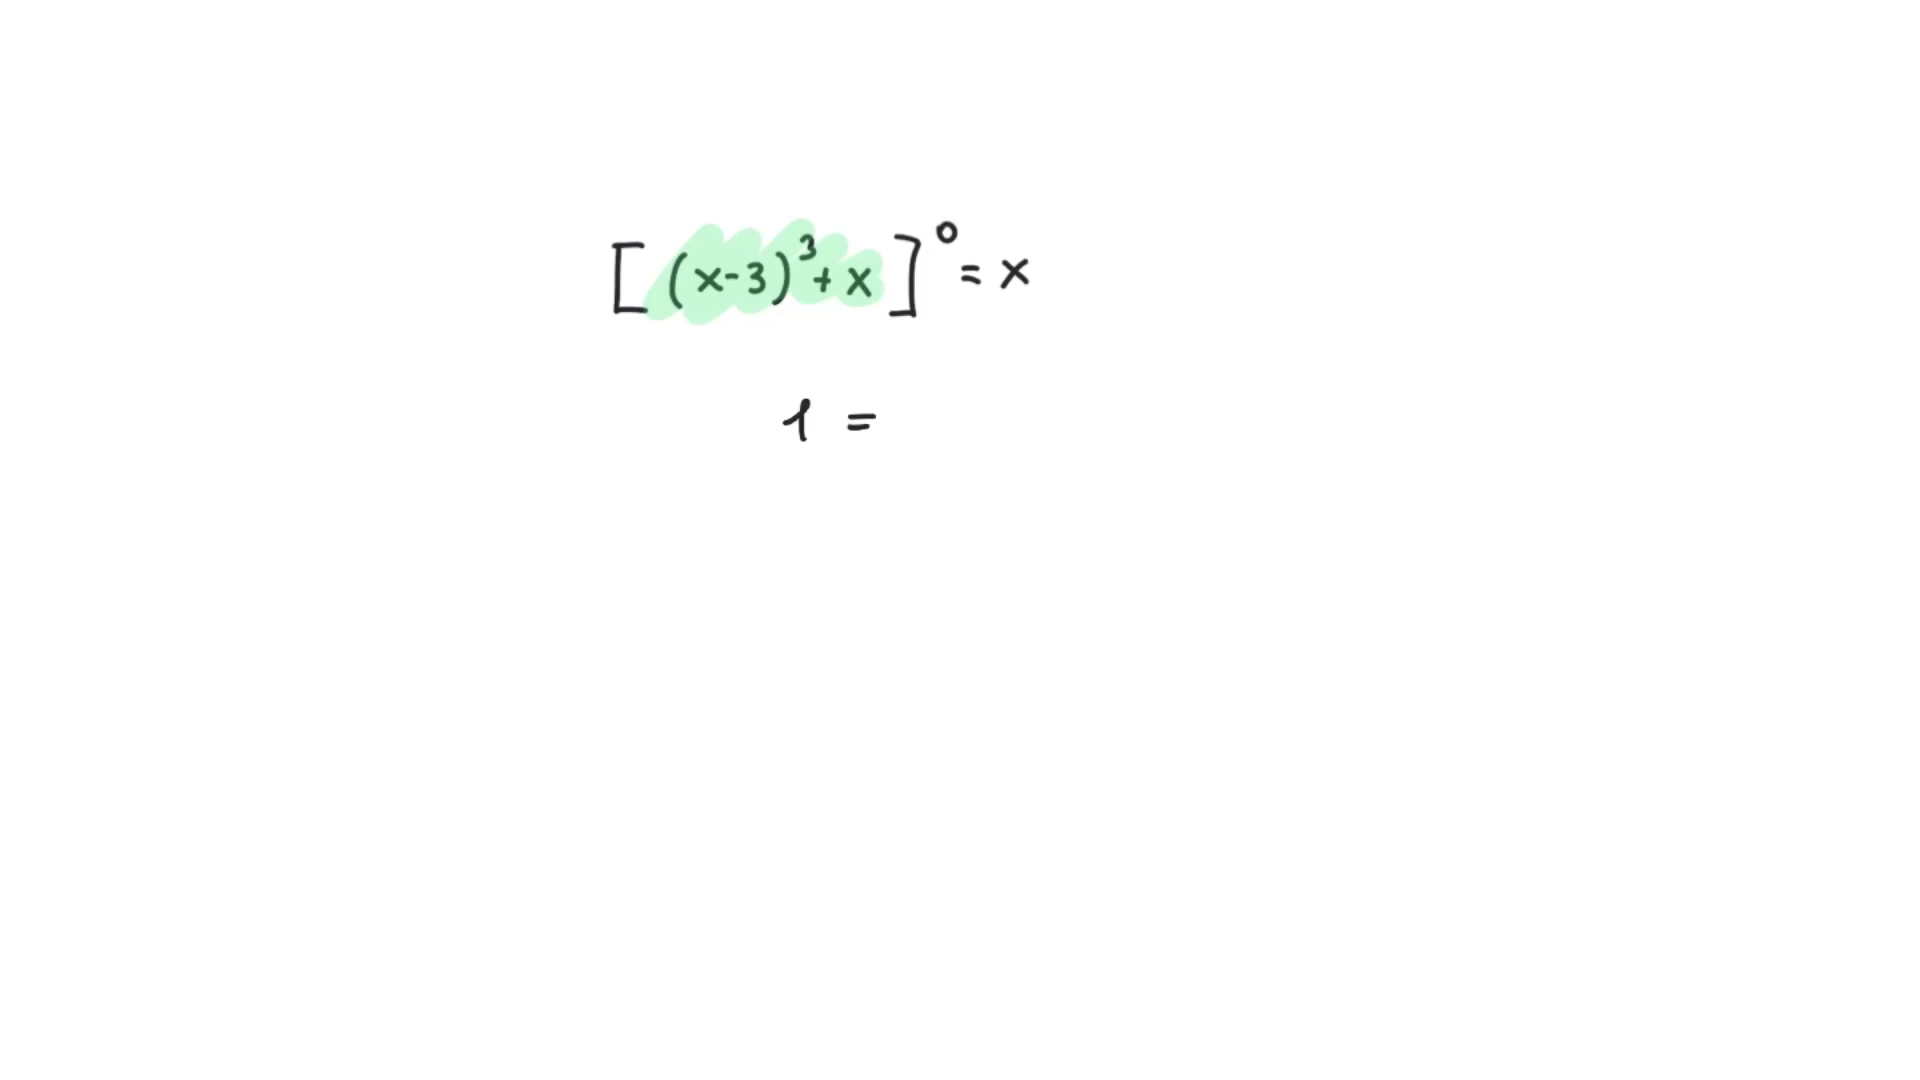 [(x-3)³+x]⁰=x
1 =